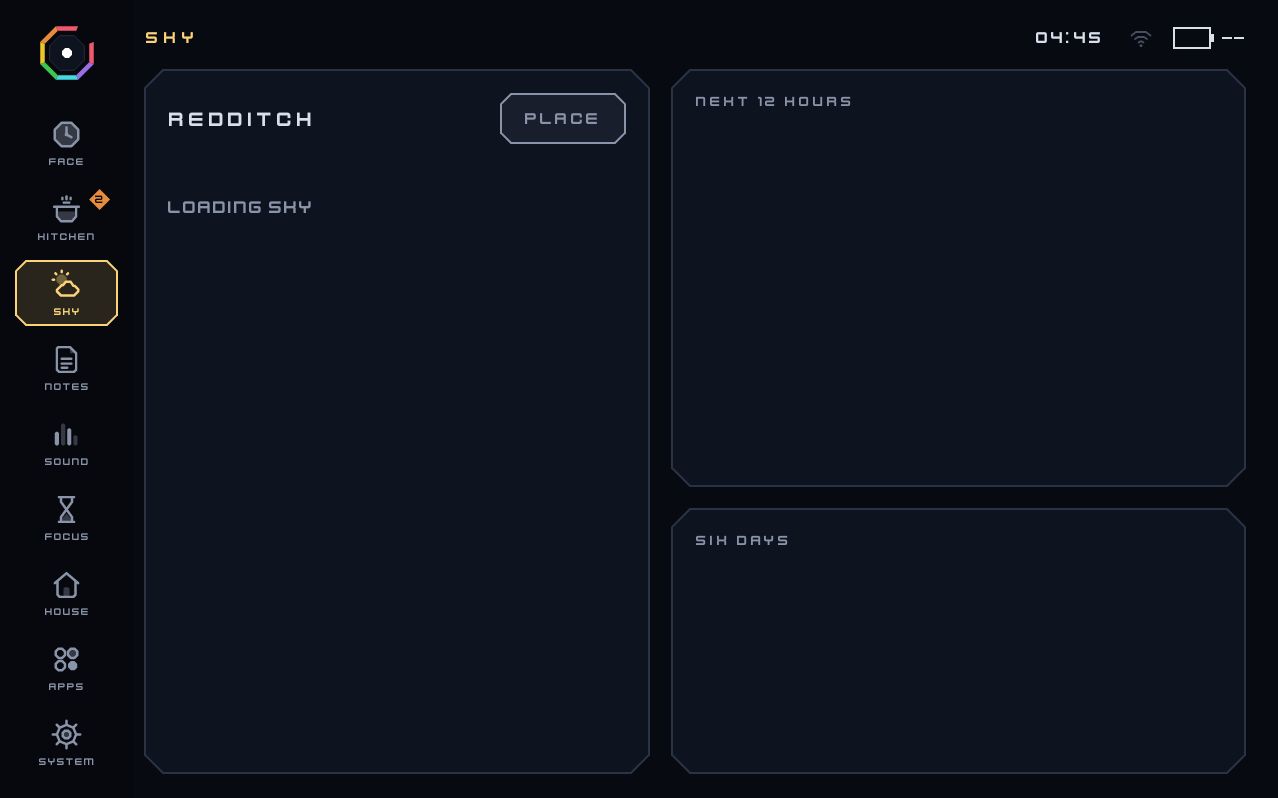 SKY
04:45
--
FACE
2
KITCHEN
SKY
NOTES
SOUND
FOCUS
HOUSE
APPS
SYSTEM
REDDITCH
PLACE
LOADING SKY
NEXT 12 HOURS
SIX DAYS